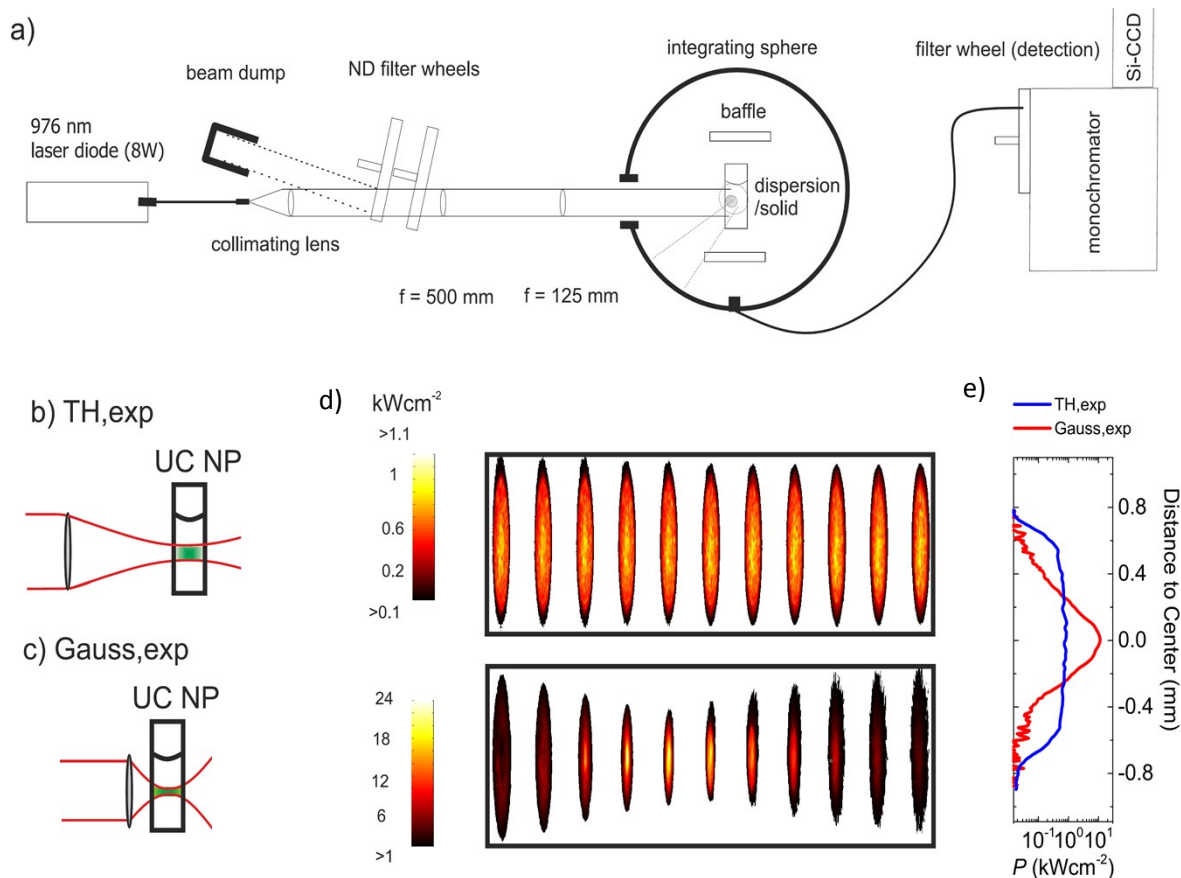 a)
beam dump
ND filter wheels
integrating sphere
filter wheel (detection)
Si-CCD
976 nm
laser diode (8W)
baffle
dispersion
/solid
monochromator
collimating lens
f = 500 mm
f = 125 mm
b) TH,exp
UC NP
c) Gauss,exp
UC NP
d)
kWcm-2
>1.1
1
0.6
0.2
>0.1
24
18
12
6
>1
e)
TH,exp
Gauss,exp
0.8
0.4
0.0
-0.4
-0.8
Distance to Center (mm)
10-1 100 101
P (kWcm-2)